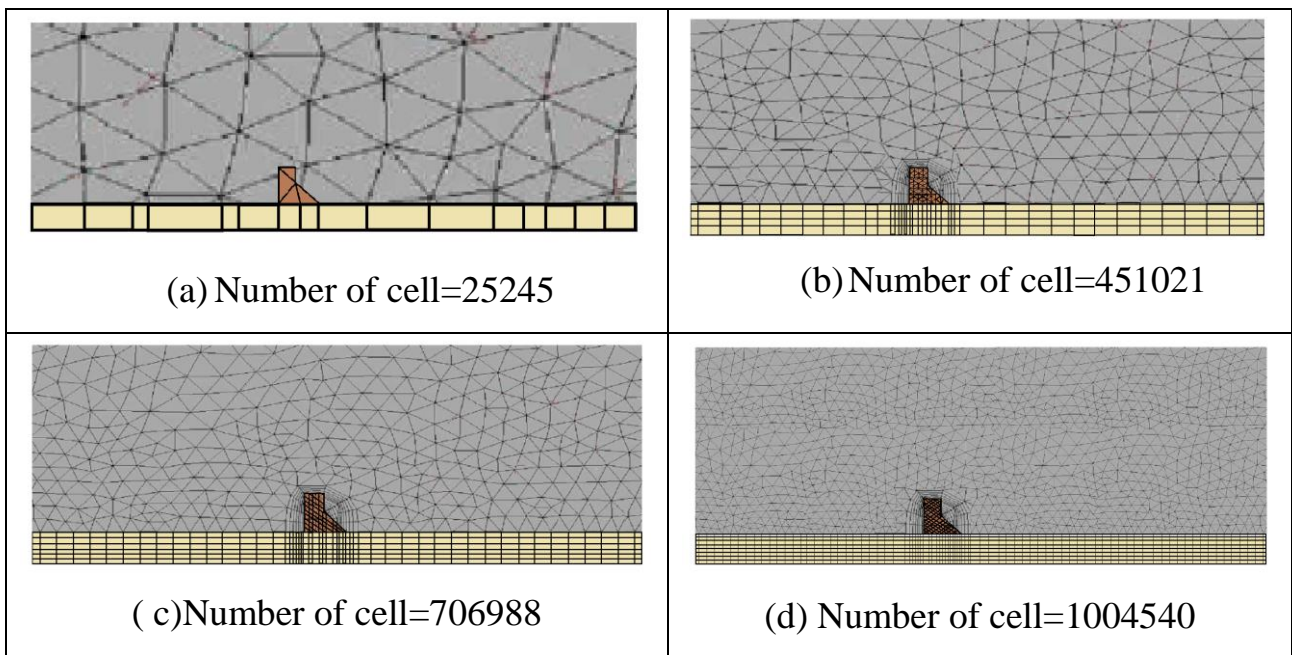 (a) Number of cell=25245
(b) Number of cell=451021
( c)Number of cell=706988
(d) Number of cell=1004540